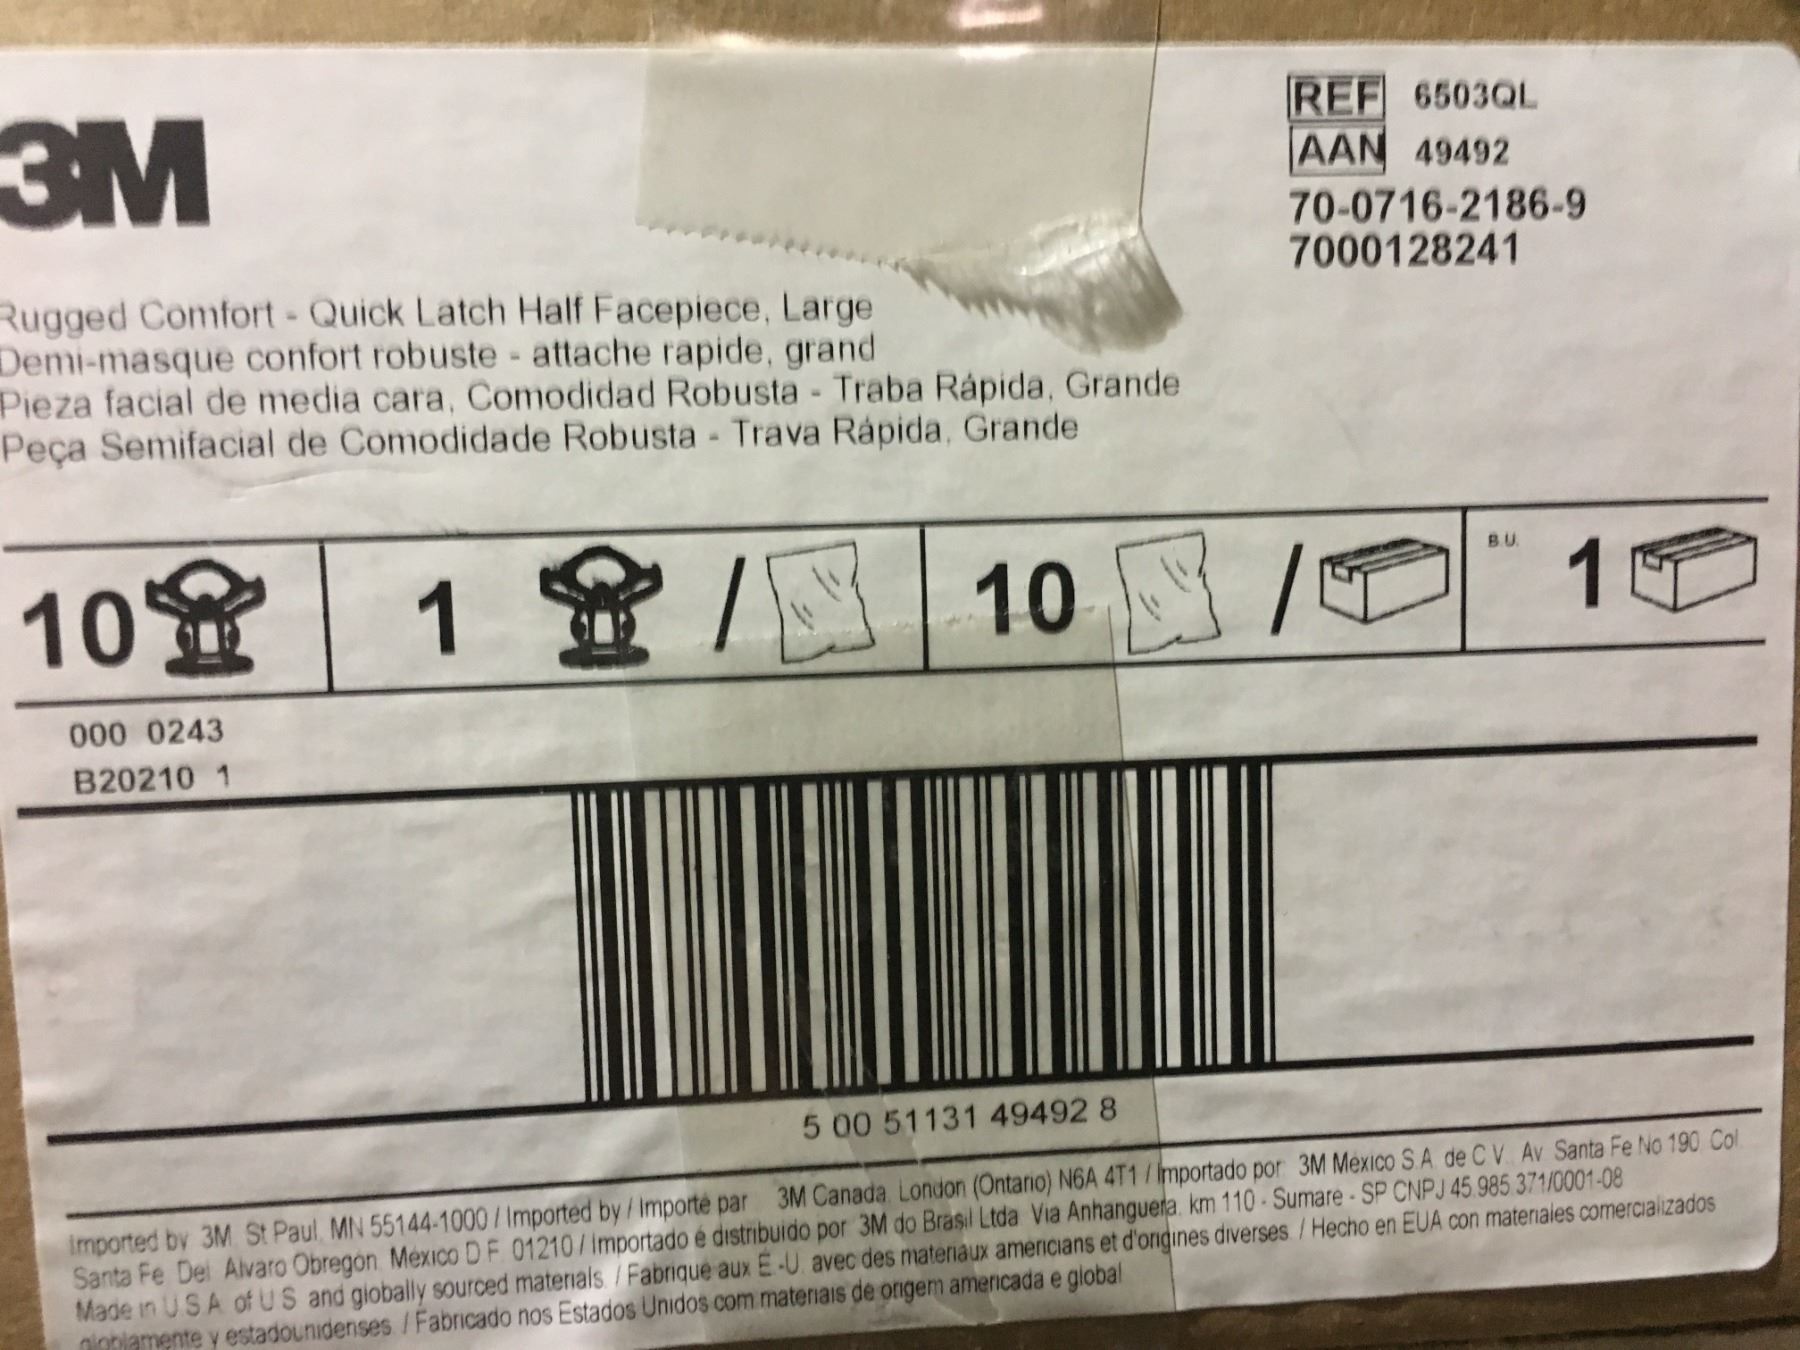 3M
REF 6503QL
AAN 49492
70-0716-2186-9
7000128241
Rugged Comfort - Quick Latch Half Facepiece, Large
Demi-masque confort robuste - attache rapide, grand
Pieza facial de media cara, Comodidad Robusta - Traba Rápida, Grande
Peça Semifacial de Comodidade Robusta - Trava Rápida, Grande
10 1 / 10 / B.U. 1
000 0243
B20210 1
5 00 51131 49492 8
Imported by 3M St Paul, MN 55144-1000 / Imported by / Importé par 3M Canada, London (Ontario) N6A 4T1 / Importado por: 3M Mexico S.A. de C.V. Av. Santa Fe No 190 Col.
Santa Fe Del Alvaro Obregon México D.F. 01210 / Importado e distribuido por 3M do Brasil Ltda Via Anhanguera, km 110 - Sumare - SP CNPJ 45.985.371/0001-08
Made in U.S.A. of U.S. and globally sourced materials. / Fabriqué aux É.-U. avec des matériaux americians et d'origines diverses. / Hecho en EUA con materiales comercializados
globlamente y estadounidenses. / Fabricado nos Estados Unidos com materiais de origem americada e global